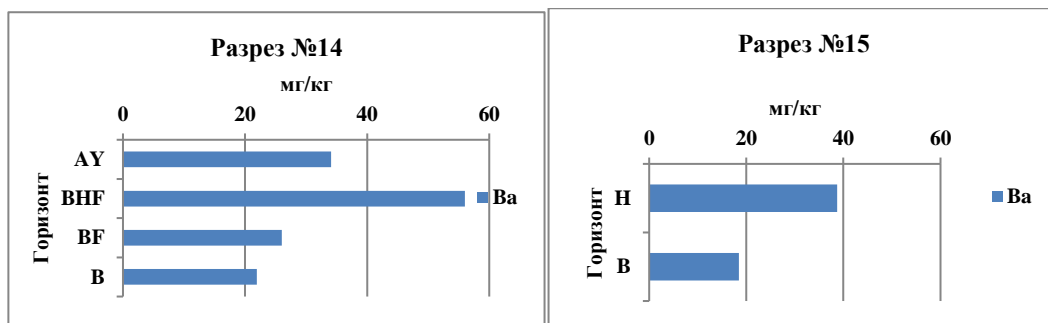 Разрез №14
мг/кг
0 20 40 60
Горизонт
AY
BHF
BF
B
Ba
Разрез №15
мг/кг
0 20 40 60
Горизонт
H
B
Ba